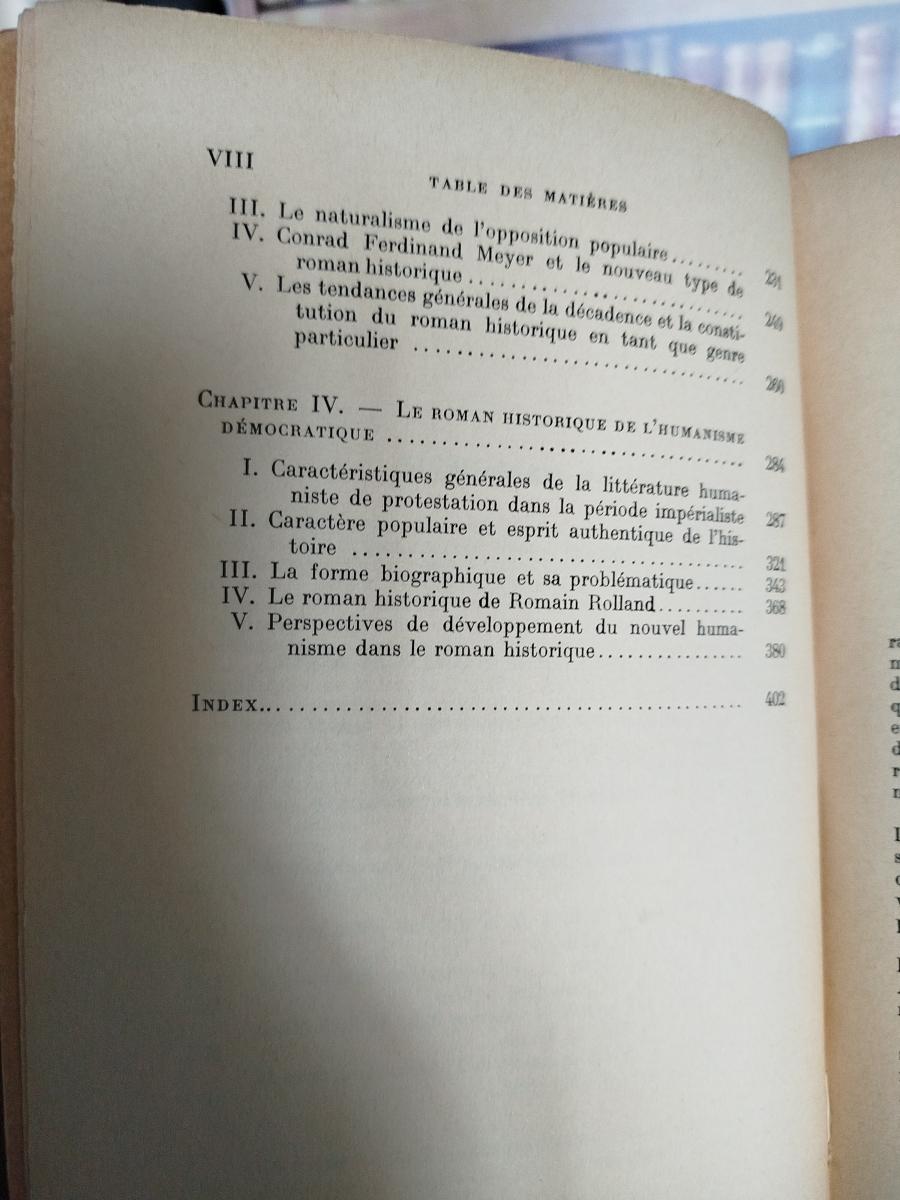 VIII
TABLE DES MATIÈRES
III. Le naturalisme de l'opposition populaire.........
IV. Conrad Ferdinand Meyer et le nouveau type de
roman historique ............................ 249
V. Les tendances générales de la décadence et la consti-
tution du roman historique en tant que genre
particulier .................................
CHAPITRE IV. — LE ROMAN HISTORIQUE DE L'HUMANISME
DÉMOCRATIQUE .................................... 284
I. Caractéristiques générales de la littérature huma-
niste de protestation dans la période impérialiste 287
II. Caractère populaire et esprit authentique de l'his-
toire ....................................... 321
III. La forme biographique et sa problématique...... 343
IV. Le roman historique de Romain Rolland.......... 368
V. Perspectives de développement du nouvel huma-
nisme dans le roman historique................ 380
INDEX.............................................. 402